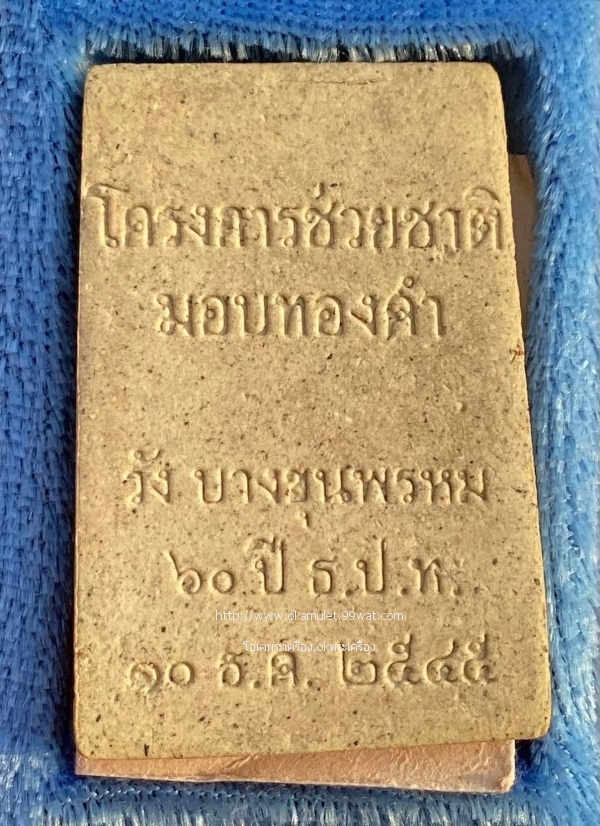 โครงการช่วยชาติ
มอบทองคำ
วัง บางขุนพรหม
๖๐ ปี ธ.ป.ท.
http://www.okamulet.99wat.com
โอเคพระเครื่อง,okพระเครื่อง
๑๐ ธ.ค. ๒๕๔๕